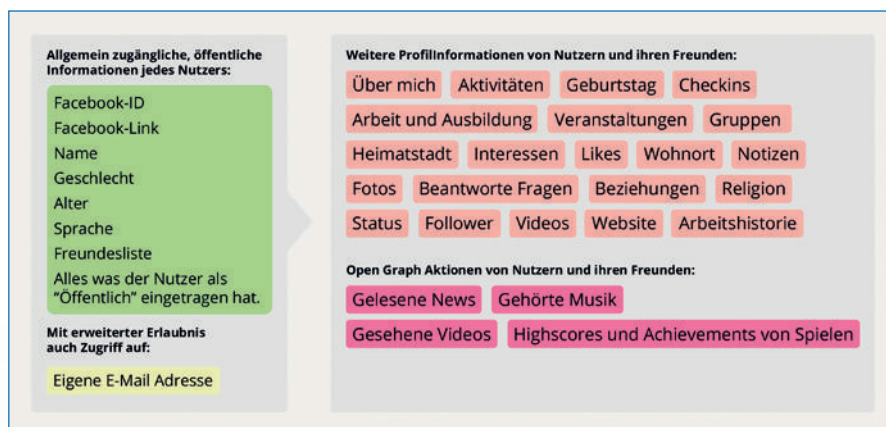 Allgemein zugängliche, öffentliche
Informationen jedes Nutzers:
Facebook-ID
Facebook-Link
Name
Geschlecht
Alter
Sprache
Freundesliste
Alles was der Nutzer als
"Öffentlich" eingetragen hat.
Mit erweiterter Erlaubnis
auch Zugriff auf:
Eigene E-Mail Adresse
Weitere ProfilInformationen von Nutzern und ihren Freunden:
Über mich Aktivitäten Geburtstag Checkins
Arbeit und Ausbildung Veranstaltungen Gruppen
Heimatstadt Interessen Likes Wohnort Notizen
Fotos Beantworte Fragen Beziehungen Religion
Status Follower Videos Website Arbeitshistorie
Open Graph Aktionen von Nutzern und ihren Freunden:
Gelesene News Gehörte Musik
Gesehene Videos Highscores und Achievements von Spielen